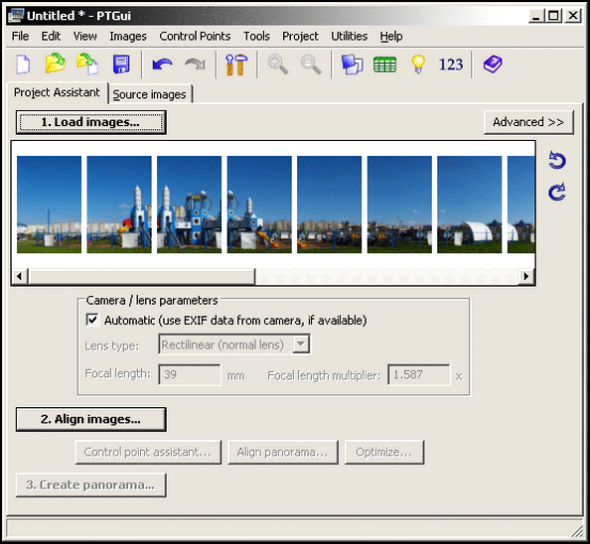 Untitled * - PTGui
File Edit View Images Control Points Tools Project Utilities Help
123
Project Assistant Source images
1. Load images... Advanced >>
Camera / lens parameters
Automatic (use EXIF data from camera, if available)
Lens type: Rectilinear (normal lens)
Focal length: 39 mm Focal length multiplier: 1.587 x
2. Align images...
Control point assistant... Align panorama... Optimize...
3. Create panorama...